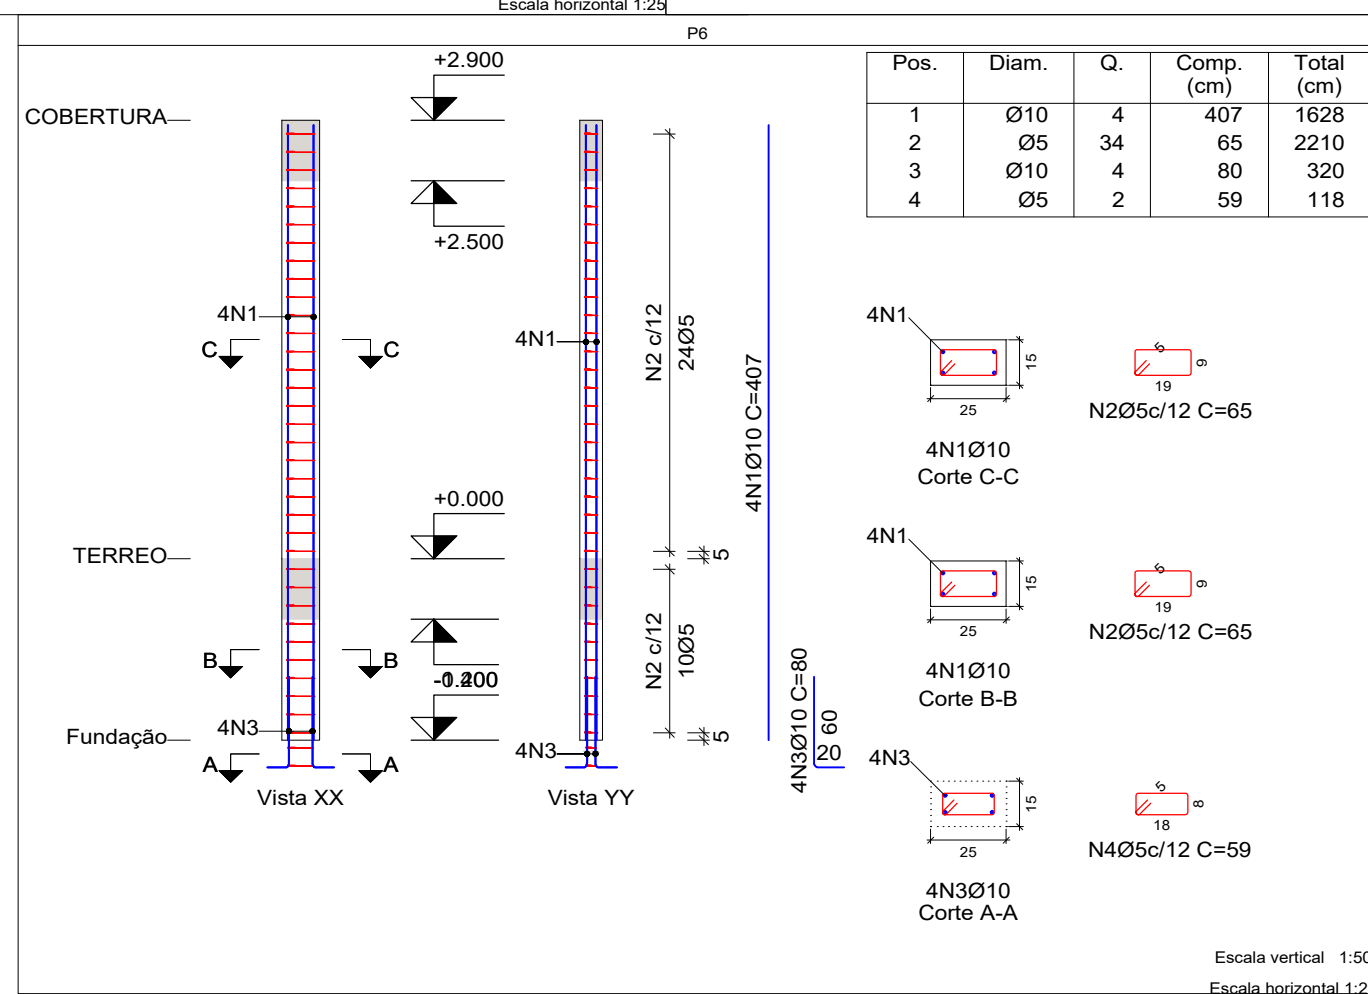 Escala horizontal 1:25
P6
Pos. Diam. Q. Comp. (cm) Total (cm)
1 Ø10 4 407 1628
2 Ø5 34 65 2210
3 Ø10 4 80 320
4 Ø5 2 59 118
+2.900
COBERTURA
+2.500
4N1
C C
4N1
N2 c/12
24Ø5
4N1Ø10 C=407
+0.000
TERREO
5
N2 c/12
10Ø5
B B
4N3
Fundação
5
4N3
A A
Vista XX
Vista YY
4N3Ø10 C=80
60
20
4N1
15
25
5
9
19
N2Ø5c/12 C=65
4N1Ø10
Corte C-C
4N1
15
25
5
9
19
N2Ø5c/12 C=65
4N1Ø10
Corte B-B
4N3
15
25
5
8
18
N4Ø5c/12 C=59
4N3Ø10
Corte A-A
Escala vertical 1:50
Escala horizontal 1:2